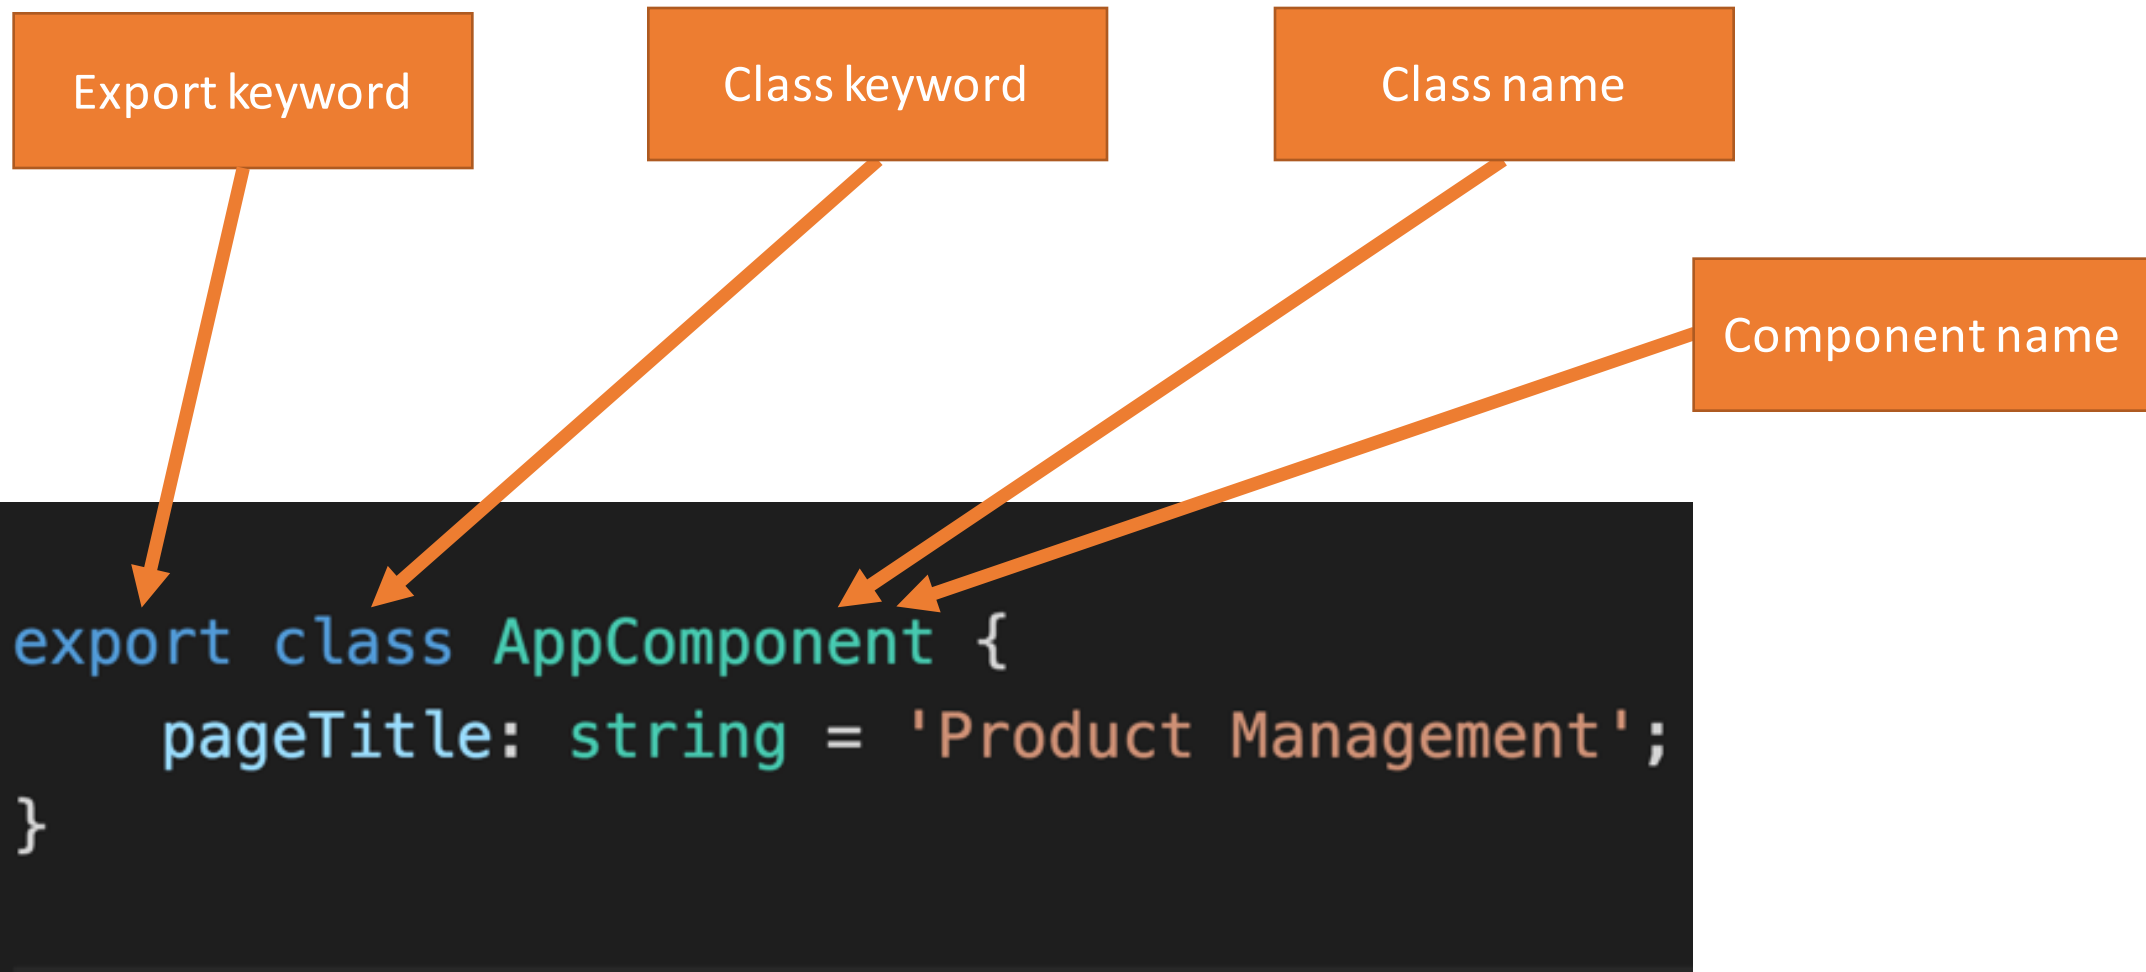 Export keyword
Class keyword
Class name
Component name
export class AppComponent {
    pageTitle: string = 'Product Management';
}